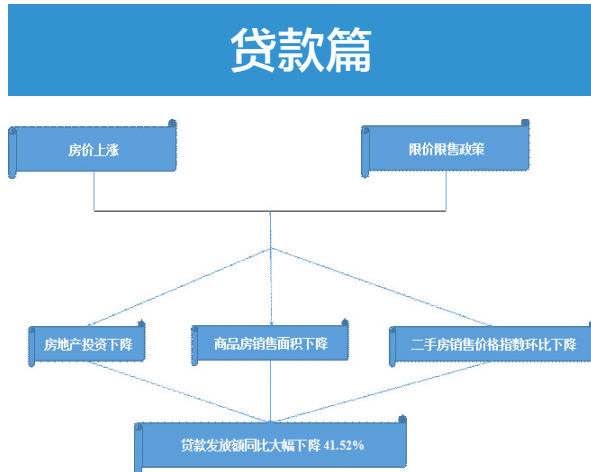 贷款篇
房价上涨
限价限售政策
房地产投资下降
商品房销售面积下降
二手房销售价格指数环比下降
贷款发放额同比大幅下降 41.52%